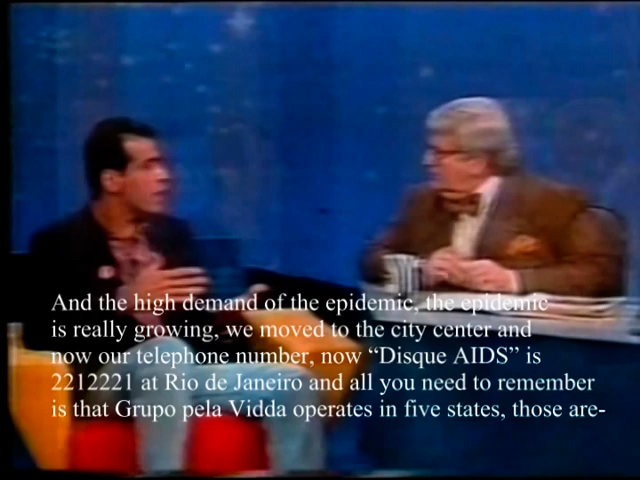 And the high demand of the epidemic, the epidemic
is really growing, we moved to the city center and
now our telephone number, now “Disque AIDS” is
2212221 at Rio de Janeiro and all you need to remember
is that Grupo pela Vidda operates in five states, those are-